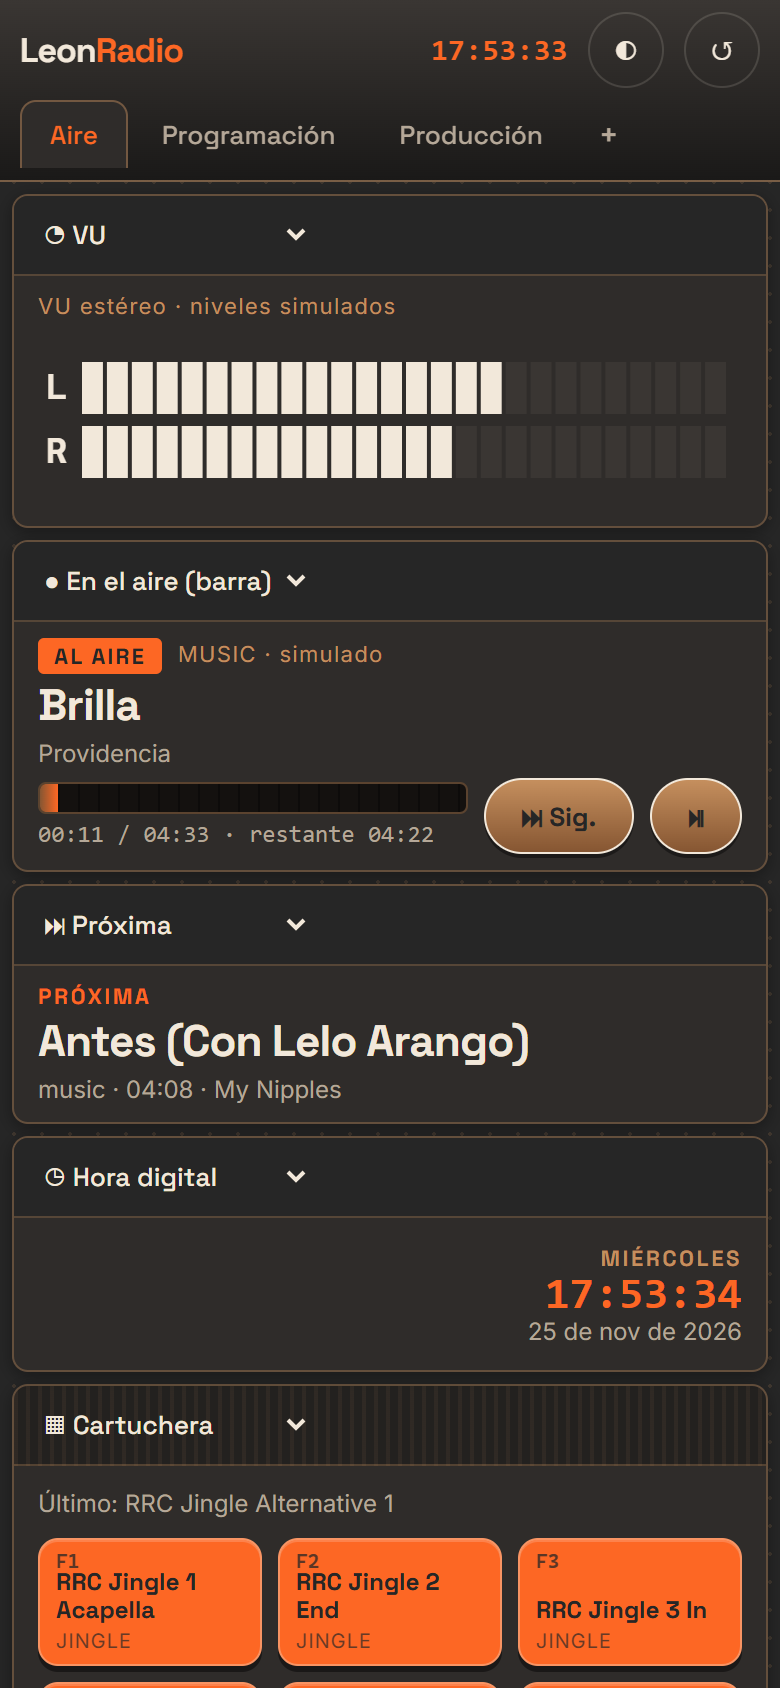 LeonRadio 17:53:33
Aire Programación Producción +
VU
VU estéreo · niveles simulados
L
R
En el aire (barra)
AL AIRE MUSIC · simulado
Brilla
Providencia
Sig.
00:11 / 04:33 · restante 04:22
Próxima
PRÓXIMA
Antes (Con Lelo Arango)
music · 04:08 · My Nipples
Hora digital
MIÉRCOLES
17:53:34
25 de nov de 2026
Cartuchera
Último: RRC Jingle Alternative 1
F1
RRC Jingle 1
Acapella
JINGLE
F2
RRC Jingle 2
End
JINGLE
F3
RRC Jingle 3 In
JINGLE